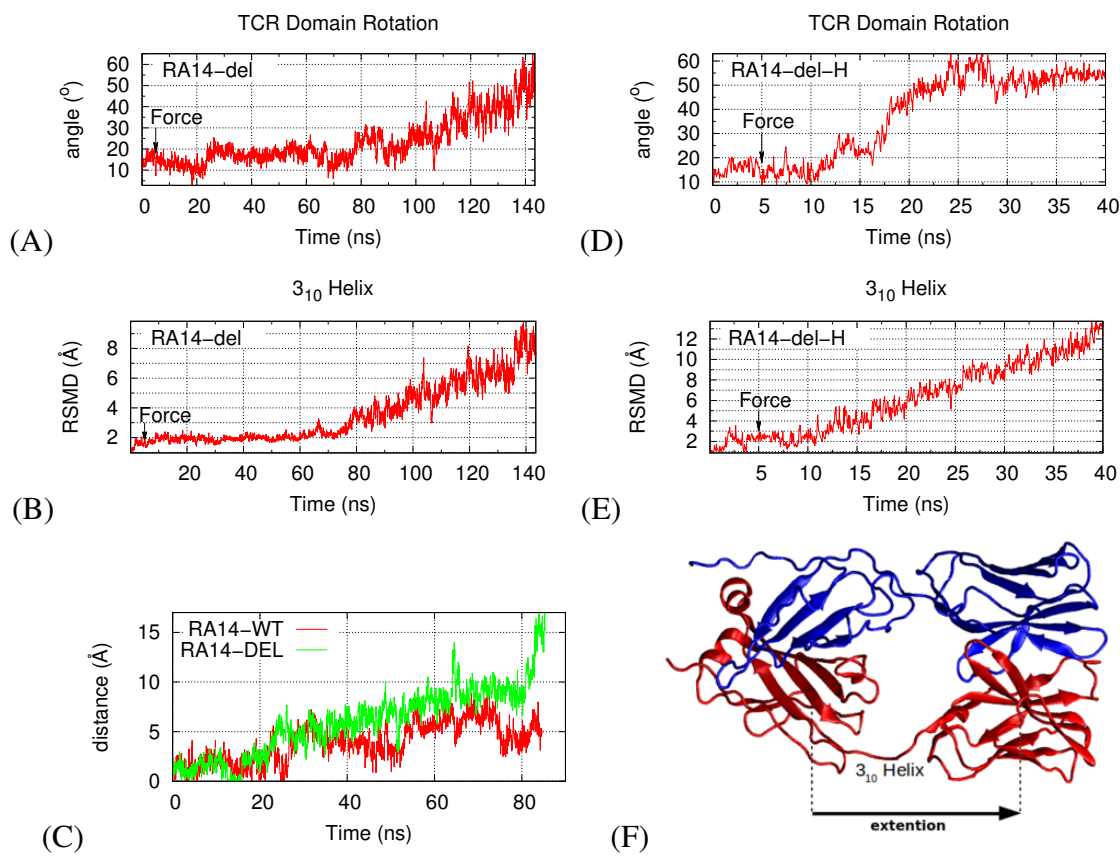 TCR Domain Rotation
RA14-del
Force
angle (°)
10
20
30
40
50
60
0 20 40 60 80 100 120 140
Time (ns)
(A)
3₁₀ Helix
RA14-del
Force
RSMD (Å)
2
4
6
8
20 40 60 80 100 120 140
Time (ns)
(B)
RA14-WT
RA14-DEL
distance (Å)
0
5
10
15
0 20 40 60 80
Time (ns)
(C)
TCR Domain Rotation
RA14-del-H
Force
angle (°)
10
20
30
40
50
60
0 5 10 15 20 25 30 35 40
Time (ns)
(D)
3₁₀ Helix
RA14-del-H
Force
RSMD (Å)
2
4
6
8
10
12
5 10 15 20 25 30 35 40
Time (ns)
(E)
3₁₀ Helix
extention
(F)